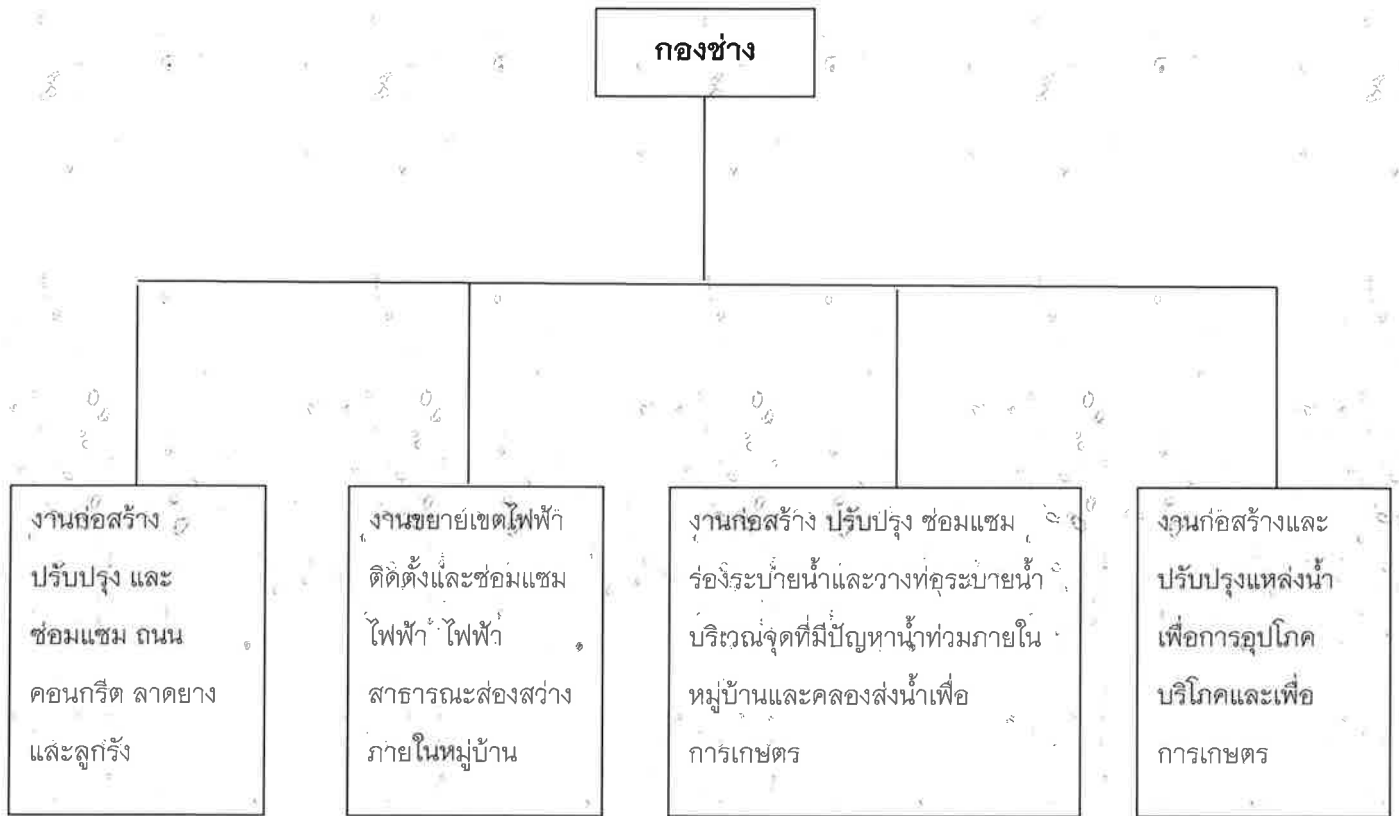 กองช่าง
งานก่อสร้าง
ปรับปรุง และ
ซ่อมแซม ถนน
คอนกรีต ลาดยาง
และลูกรัง
งานขยายเขตไฟฟ้า
ติดตั้งและซ่อมแซม
ไฟฟ้า ไฟฟ้า
สาธารณะส่องสว่าง
ภายในหมู่บ้าน
งานก่อสร้าง ปรับปรุง ซ่อมแซม
ร่องระบายน้ำและวางท่อระบายน้ำ
บริเวณจุดที่มีปัญหาน้ำท่วมภายใน
หมู่บ้านและคลองส่งน้ำเพื่อ
การเกษตร
งานก่อสร้างและ
ปรับปรุงแหล่งน้ำ
เพื่อการอุปโภค
บริโภคและเพื่อ
การเกษตร